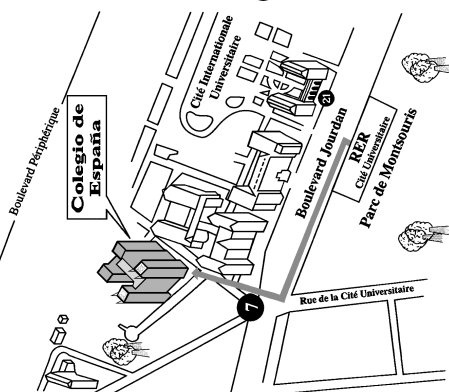 Boulevard Périphérique
Colegio de
España
Cité Internationale
Universitaire
21
Boulevard Jourdan
RER
Cité Universitaire
Parc de Montsouris
7
Rue de la Cité Universitaire